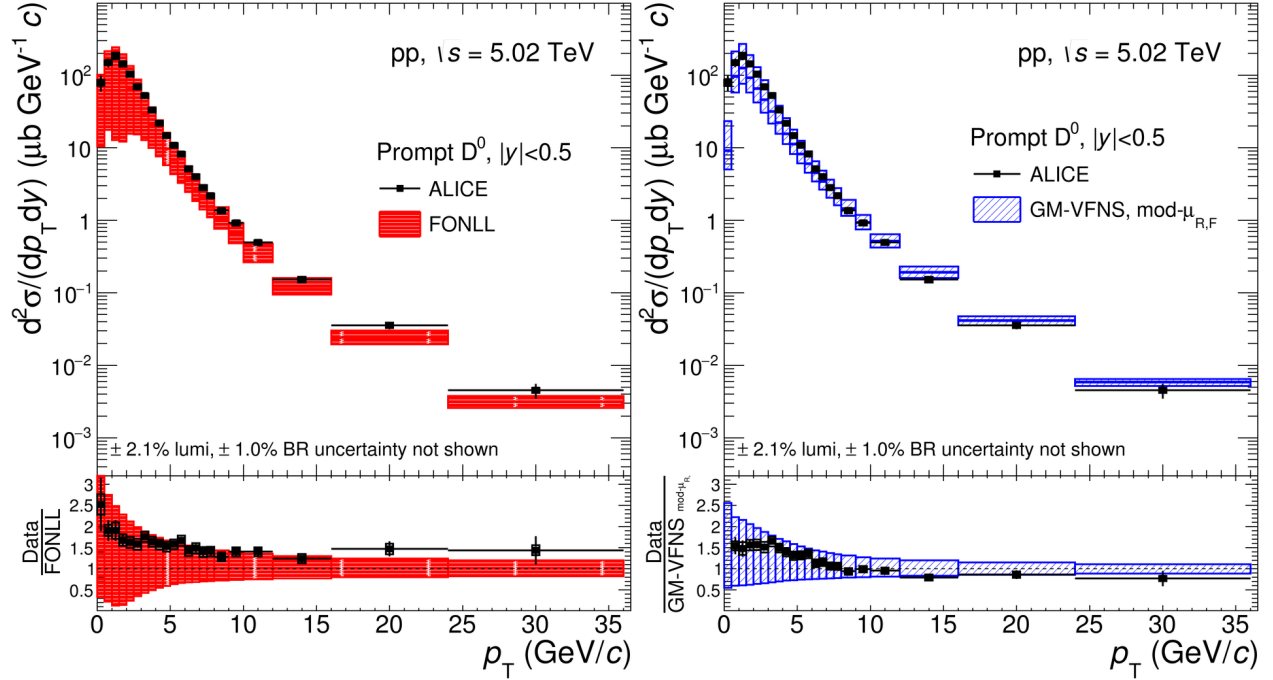 d²σ/(dp_T dy) (μb GeV⁻¹ c)
10²
10
1
10⁻¹
10⁻²
10⁻³
pp, √s = 5.02 TeV
Prompt D⁰, |y|<0.5
ALICE
FONLL
± 2.1% lumi, ± 1.0% BR uncertainty not shown
Data
FONLL
3
2.5
2
1.5
1
0.5
0 5 10 15 20 25 30 35
p_T (GeV/c)
d²σ/(dp_T dy) (μb GeV⁻¹ c)
10²
10
1
10⁻¹
10⁻²
10⁻³
pp, √s = 5.02 TeV
Prompt D⁰, |y|<0.5
ALICE
GM-VFNS, mod-μ_R,F
± 2.1% lumi, ± 1.0% BR uncertainty not shown
Data
GM-VFNS mod-μ_R,
3
2.5
2
1.5
1
0.5
0 5 10 15 20 25 30 35
p_T (GeV/c)